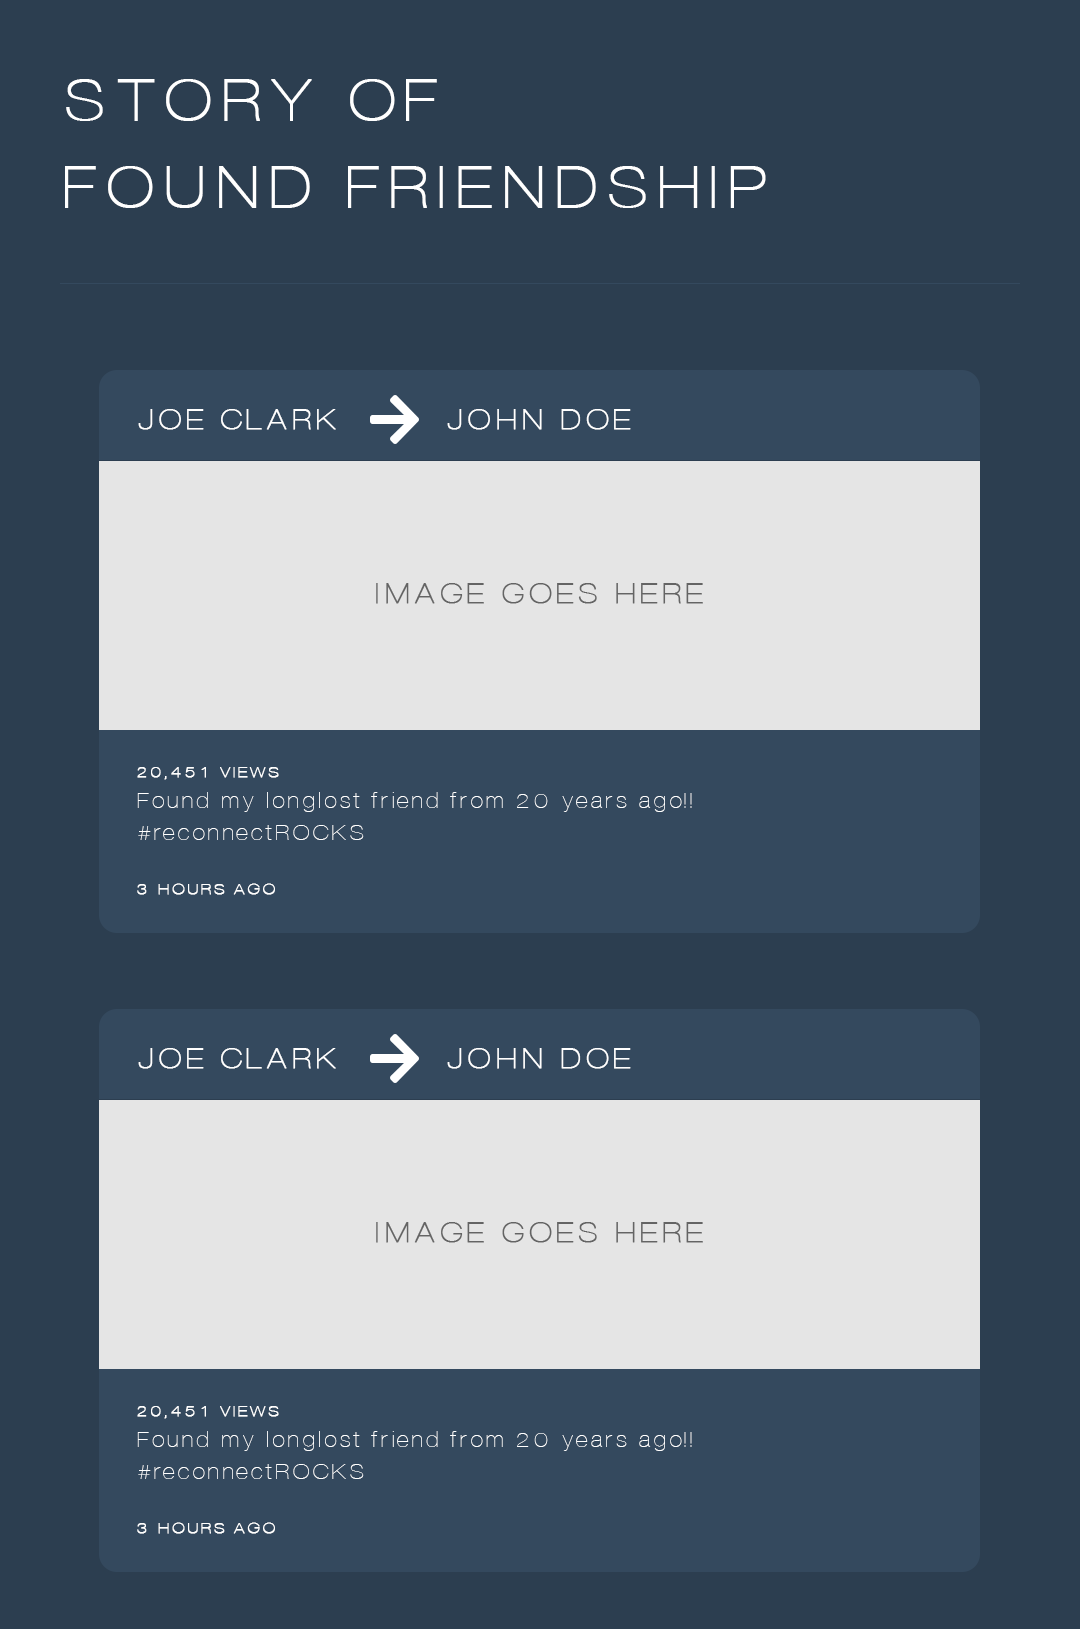 STORY OF
FOUND FRIENDSHIP
JOE CLARK JOHN DOE
IMAGE GOES HERE
20,451 VIEWS
Found my longlost friend from 20 years ago!!
#reconnectROCKS
3 HOURS AGO
JOE CLARK JOHN DOE
IMAGE GOES HERE
20,451 VIEWS
Found my longlost friend from 20 years ago!!
#reconnectROCKS
3 HOURS AGO